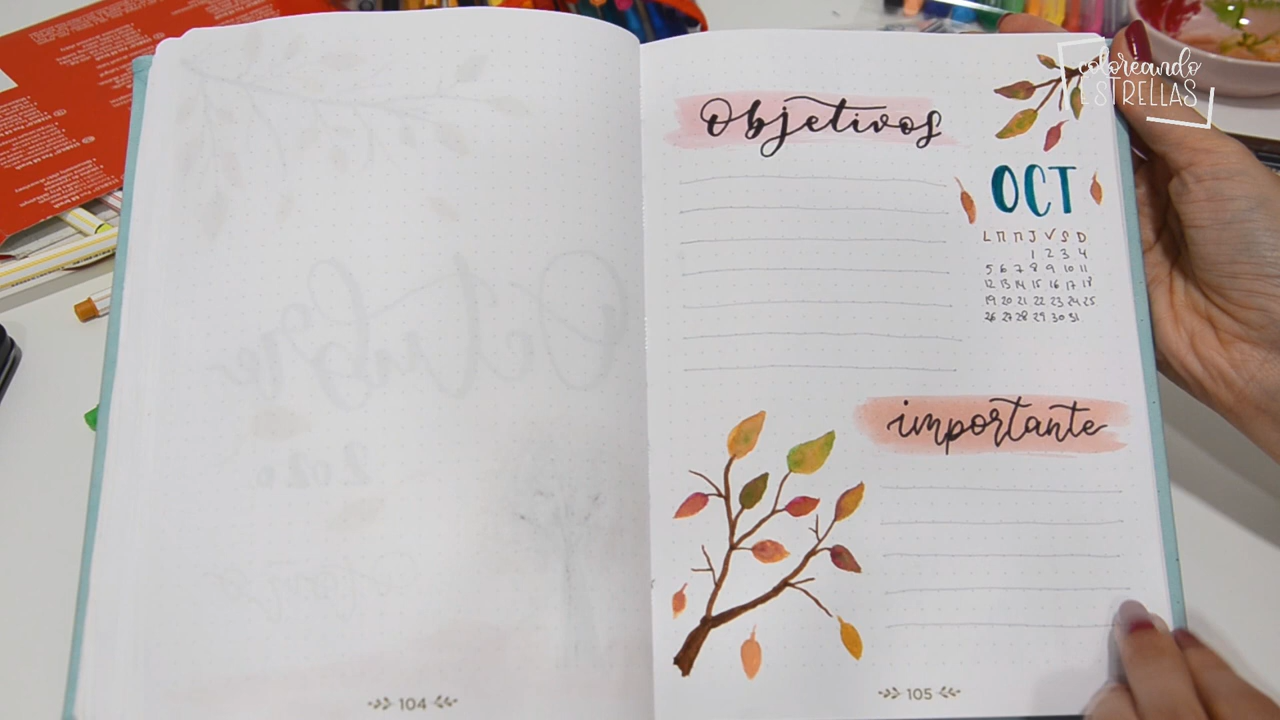 Octubre
2020
104
coloreando
ESTRELLAS
Objetivos
OCT
L M M J V S D
1 2 3 4
5 6 7 8 9 10 11
12 13 14 15 16 17 18
19 20 21 22 23 24 25
26 27 28 29 30 31
importante
105